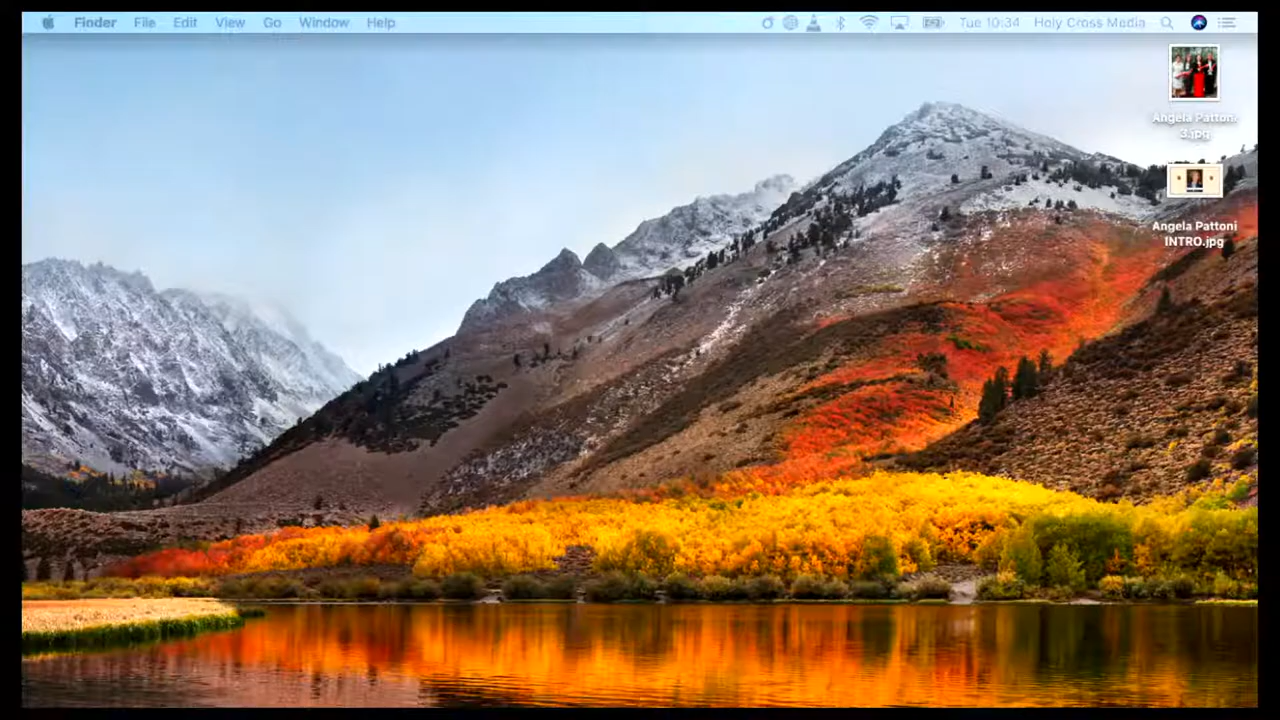 Finder File Edit View Go Window Help Tue 10:34 Holy Cross Media
Angela Pattoni
3.jpg
Angela Pattoni
INTRO.jpg